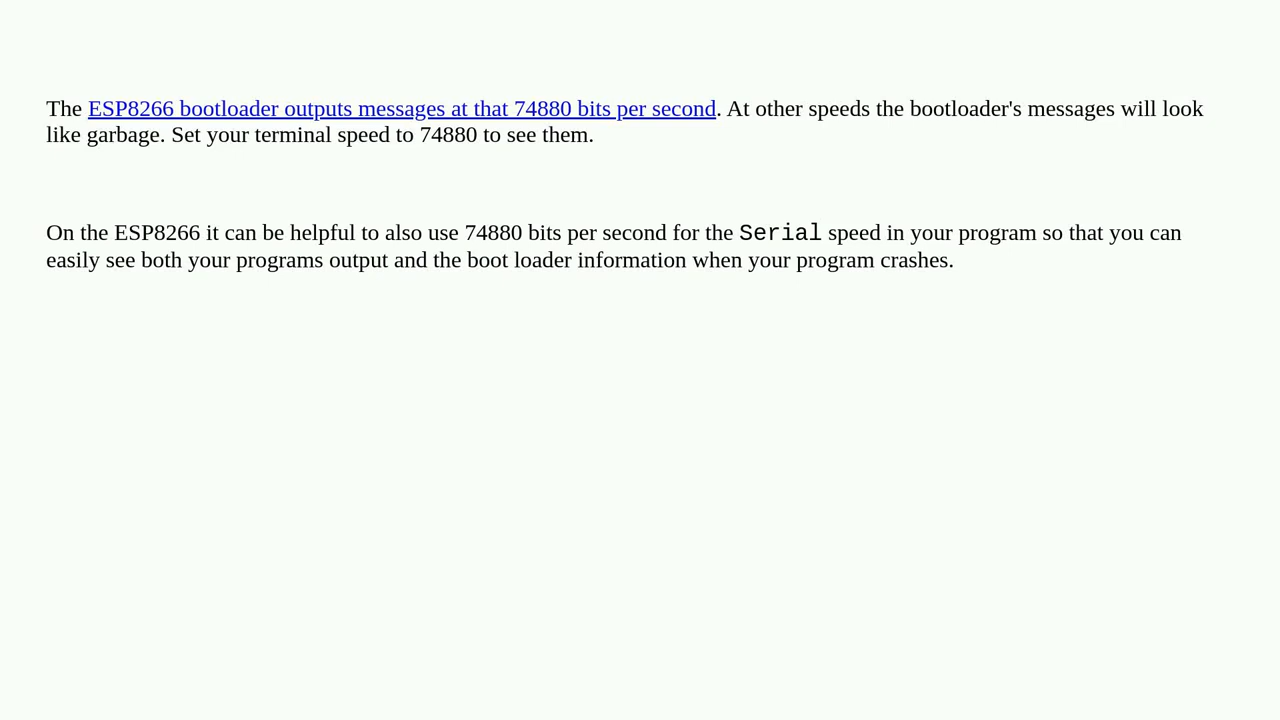 The ESP8266 bootloader outputs messages at that 74880 bits per second. At other speeds the bootloader's messages will look
like garbage. Set your terminal speed to 74880 to see them.
On the ESP8266 it can be helpful to also use 74880 bits per second for the Serial speed in your program so that you can
easily see both your programs output and the boot loader information when your program crashes.